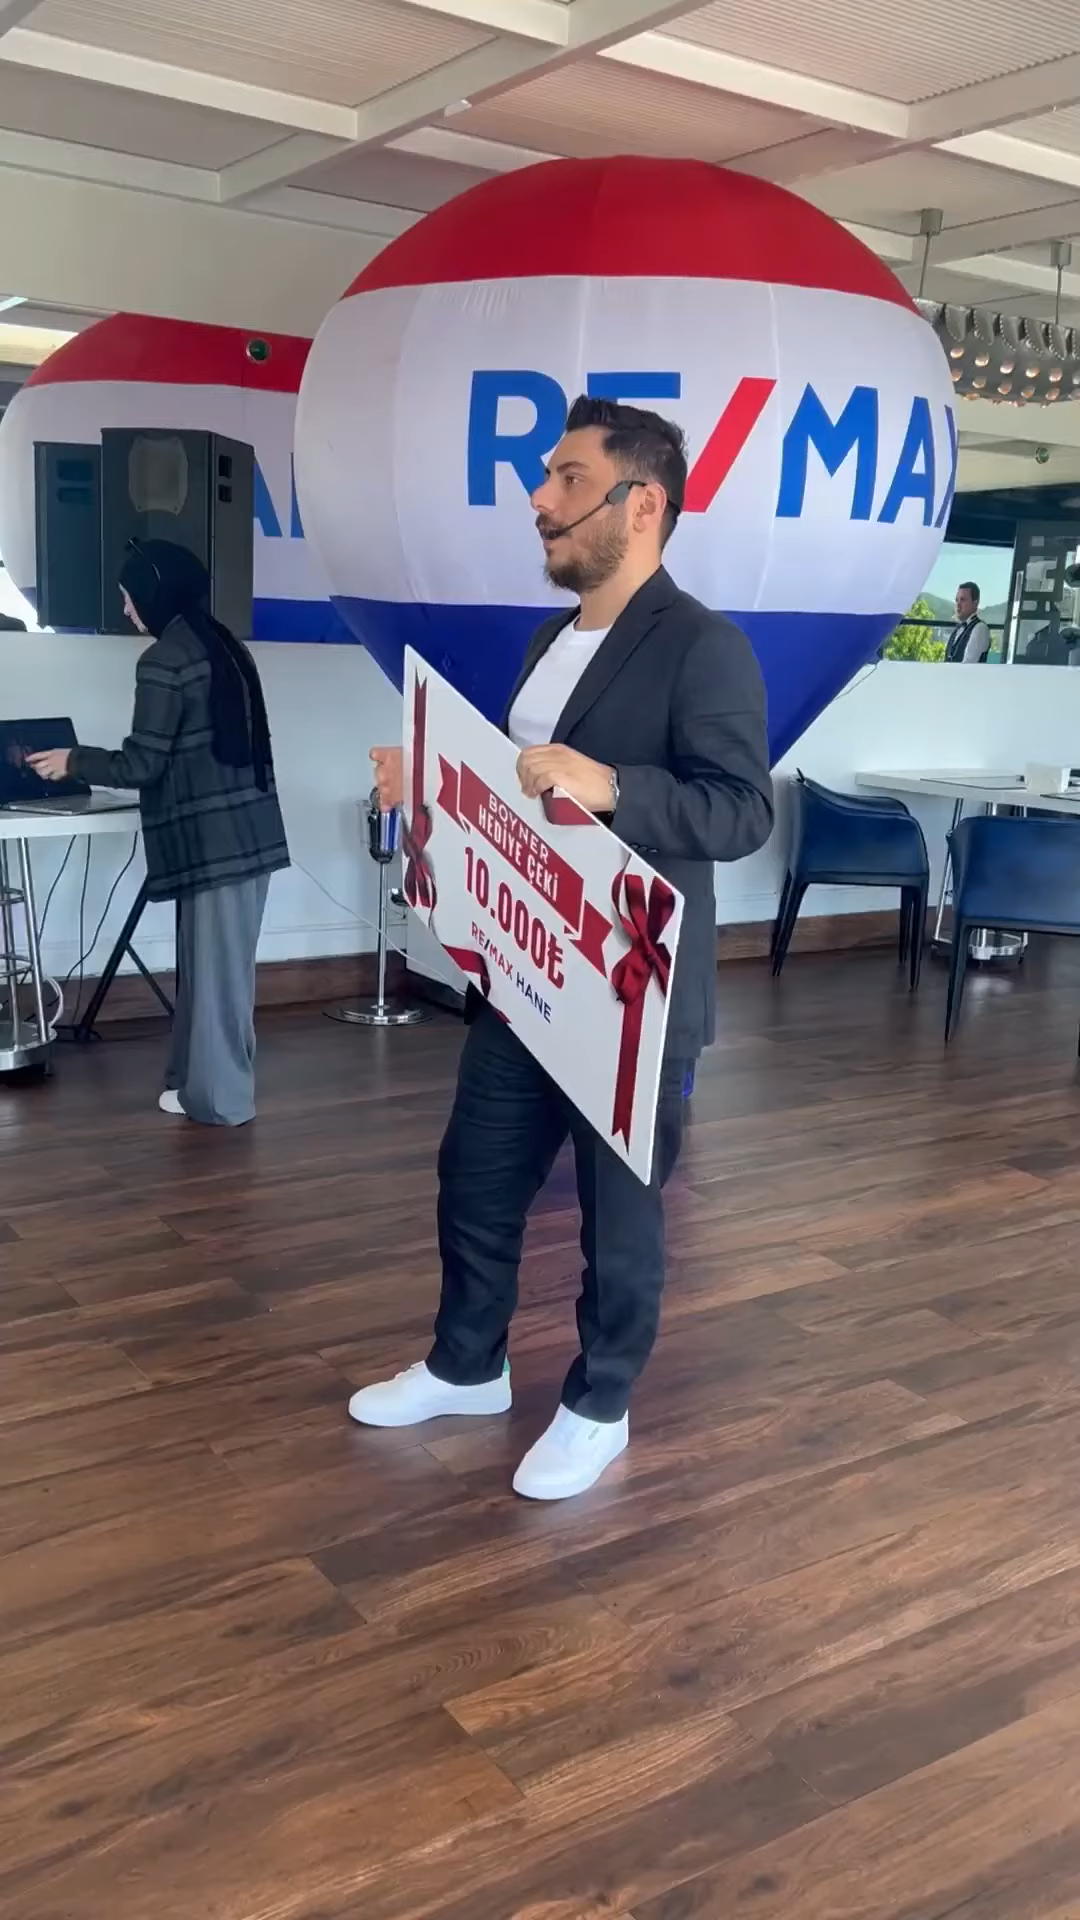 RE/MAX
BOYNER
HEDİYE ÇEKİ
10.000₺
RE/MAX HANE